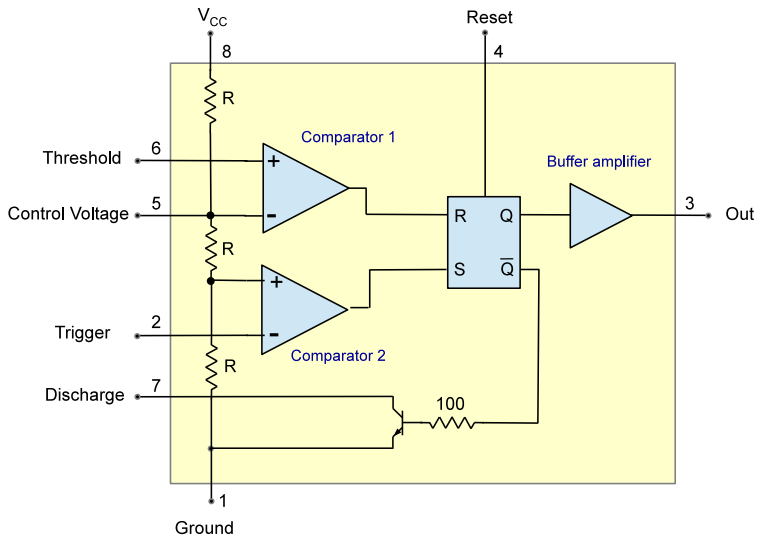 V_CC
Reset
8
4
R
Comparator 1
Threshold
6
+
Buffer amplifier
Control Voltage
5
-
R
Q
3
Out
R
+
S
Q̅
Trigger
2
-
Comparator 2
R
Discharge
7
100
1
Ground